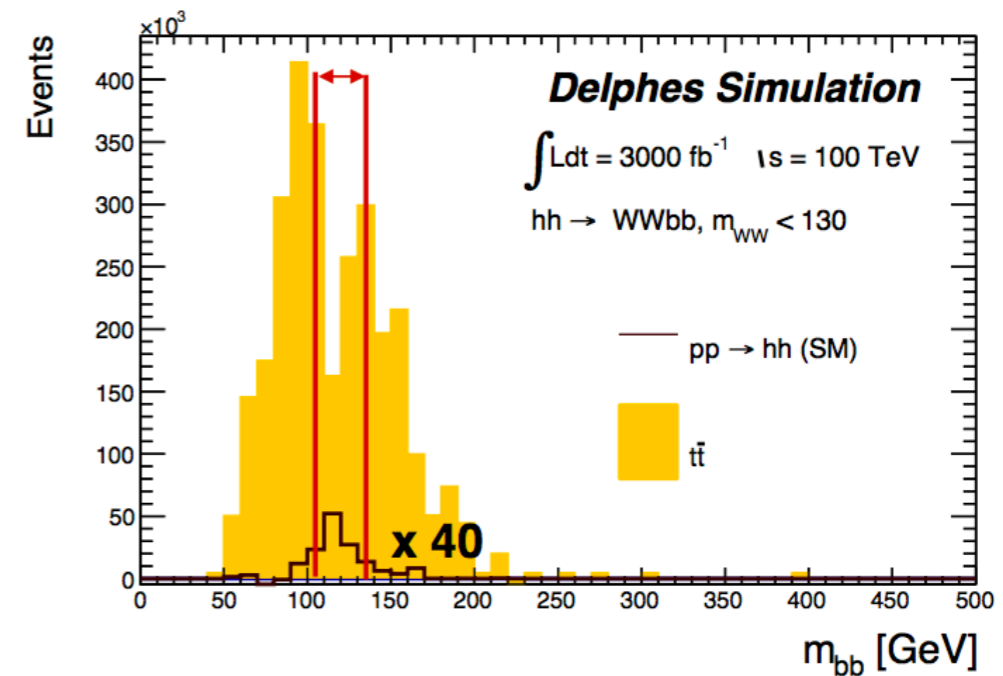 ×10³
Events
400
350
300
250
200
150
100
50
0
0 50 100 150 200 250 300 350 400 450 500
m_bb [GeV]
Delphes Simulation
∫Ldt = 3000 fb⁻¹ √s = 100 TeV
hh → WWbb, m_WW < 130
pp → hh (SM)
tt̄
x 40